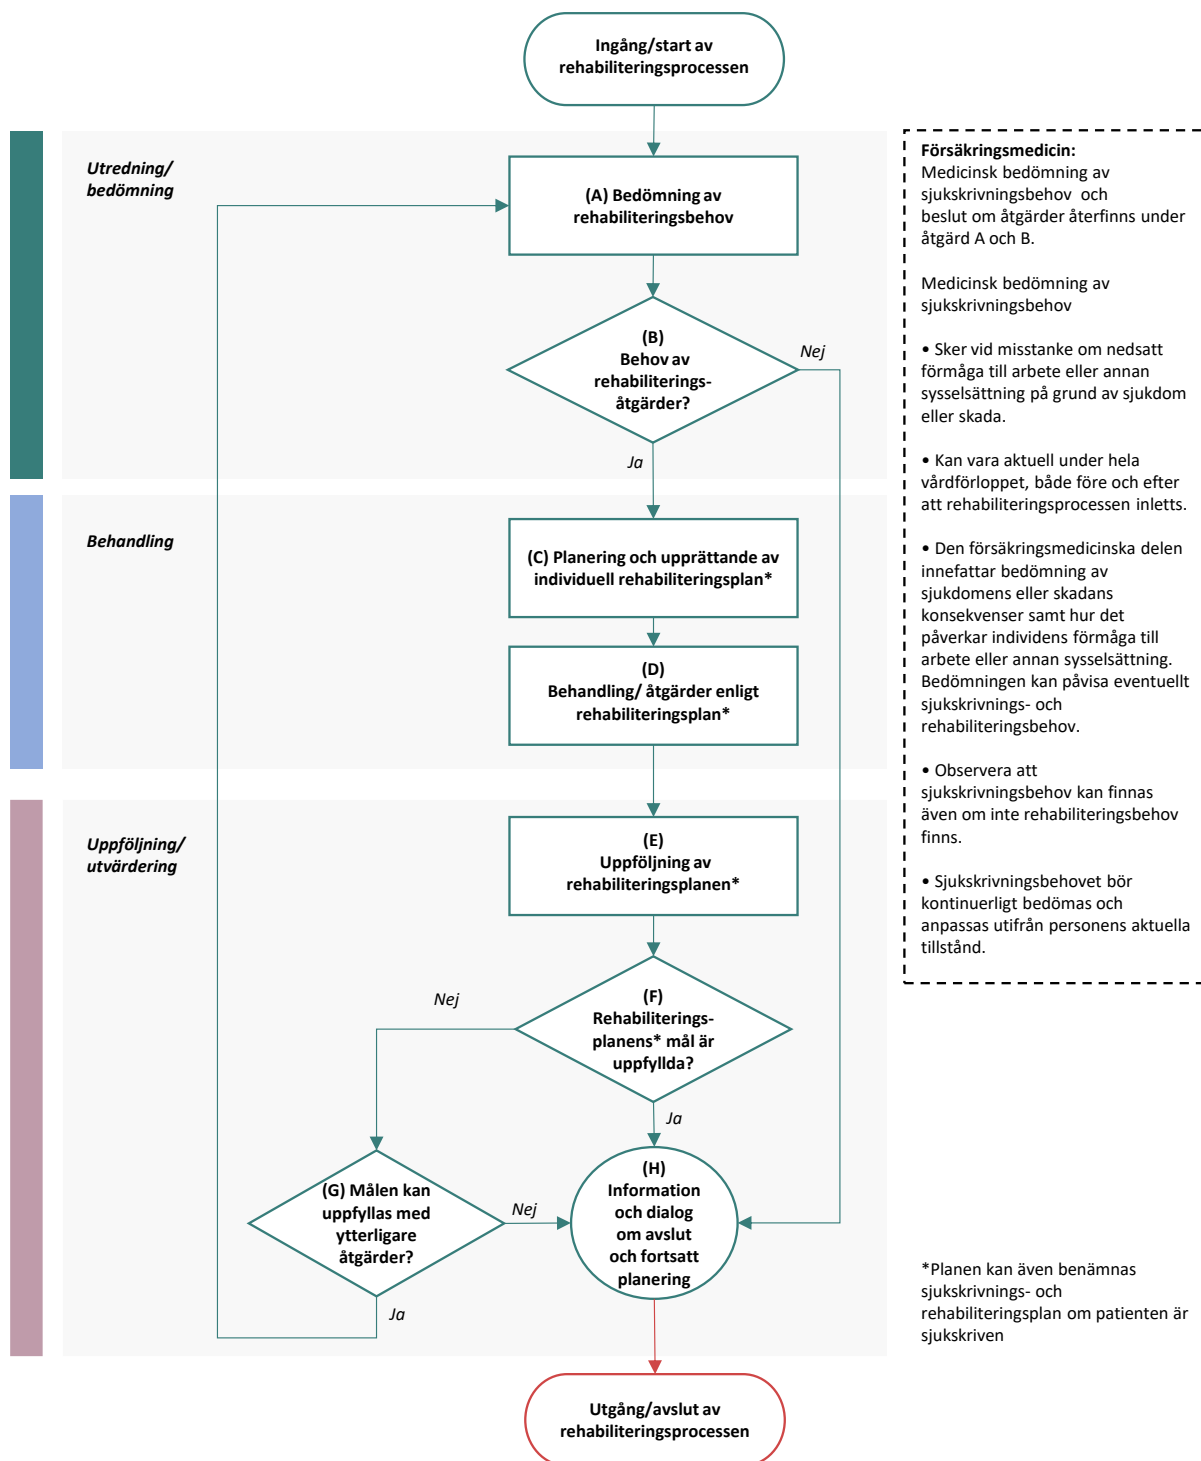 Ingång/start av
rehabiliteringsprocessen
Utredning/
bedömning
(A) Bedömning av
rehabiliteringsbehov
(B)
Behov av
rehabiliterings-
åtgärder?
Nej
Ja
Behandling
(C) Planering och upprättande av
individuell rehabiliteringsplan*
(D)
Behandling/ åtgärder enligt
rehabiliteringsplan*
Uppföljning/
utvärdering
(E)
Uppföljning av
rehabiliteringsplanen*
(F)
Rehabiliterings-
planens* mål är
uppfyllda?
Nej
Ja
(G) Målen kan
uppfyllas med
ytterligare
åtgärder?
Nej
Ja
(H)
Information
och dialog
om avslut
och fortsatt
planering
Utgång/avslut av
rehabiliteringsprocessen
Försäkringsmedicin:
Medicinsk bedömning av
sjukskrivningsbehov och
beslut om åtgärder återfinns under
åtgärd A och B.
Medicinsk bedömning av
sjukskrivningsbehov
• Sker vid misstanke om nedsatt
förmåga till arbete eller annan
sysselsättning på grund av sjukdom
eller skada.
• Kan vara aktuell under hela
vårdförloppet, både före och efter
att rehabiliteringsprocessen inletts.
• Den försäkringsmedicinska delen
innefattar bedömning av
sjukdomens eller skadans
konsekvenser samt hur det
påverkar individens förmåga till
arbete eller annan sysselsättning.
Bedömningen kan påvisa eventuellt
sjukskrivnings- och
rehabiliteringsbehov.
• Observera att
sjukskrivningsbehov kan finnas
även om inte rehabiliteringsbehov
finns.
• Sjukskrivningsbehovet bör
kontinuerligt bedömas och
anpassas utifrån personens aktuella
tillstånd.
*Planen kan även benämnas
sjukskrivnings- och
rehabiliteringsplan om patienten är
sjukskriven